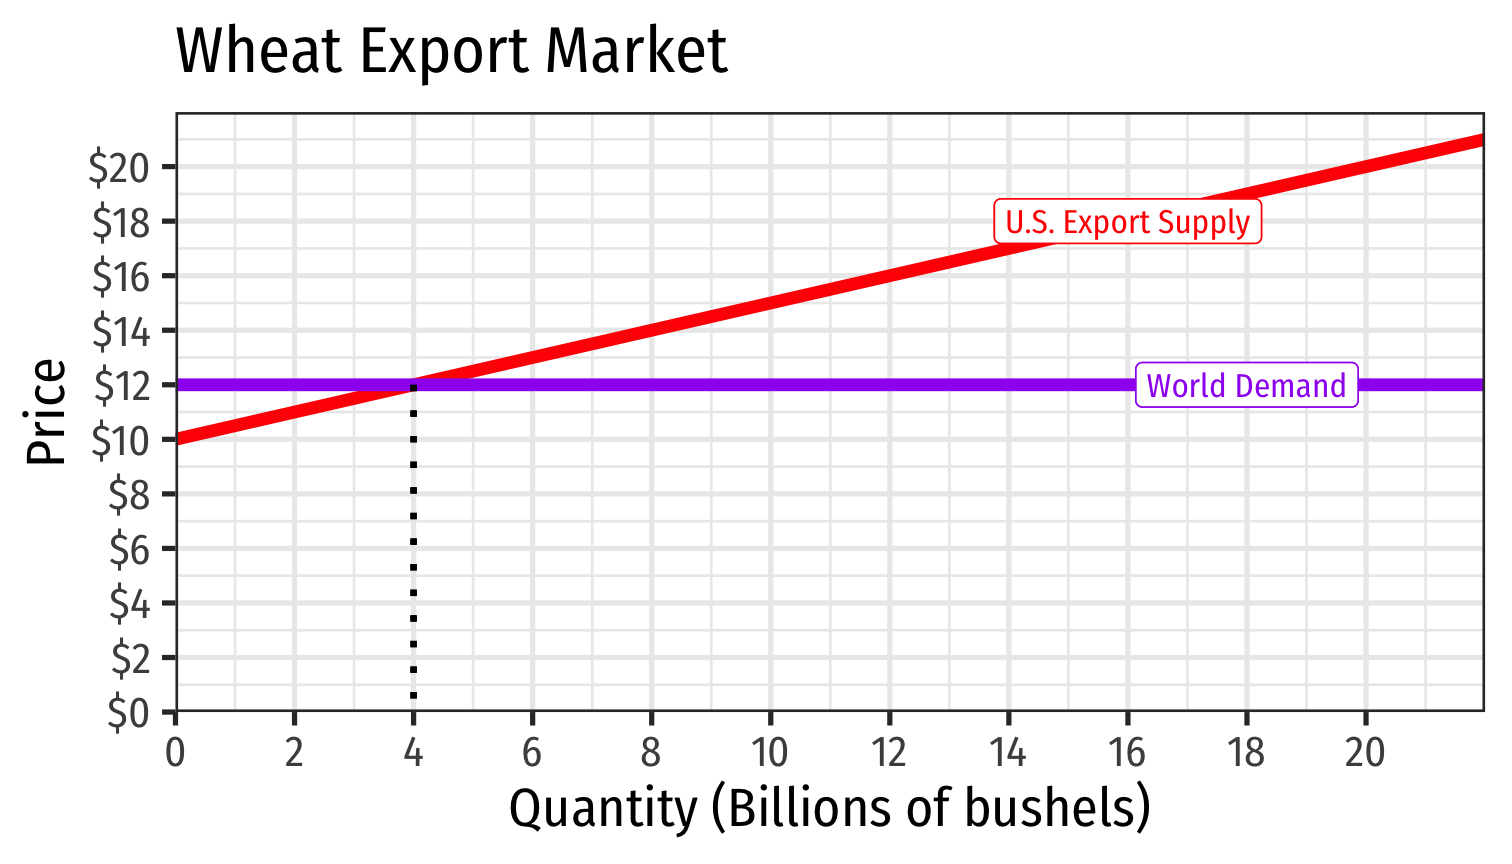 Wheat Export Market
$20
$18
U.S. Export Supply
$16
$14
$12
World Demand
$10
$8
$6
$4
$2
$0
Price
0 2 4 6 8 10 12 14 16 18 20
Quantity (Billions of bushels)